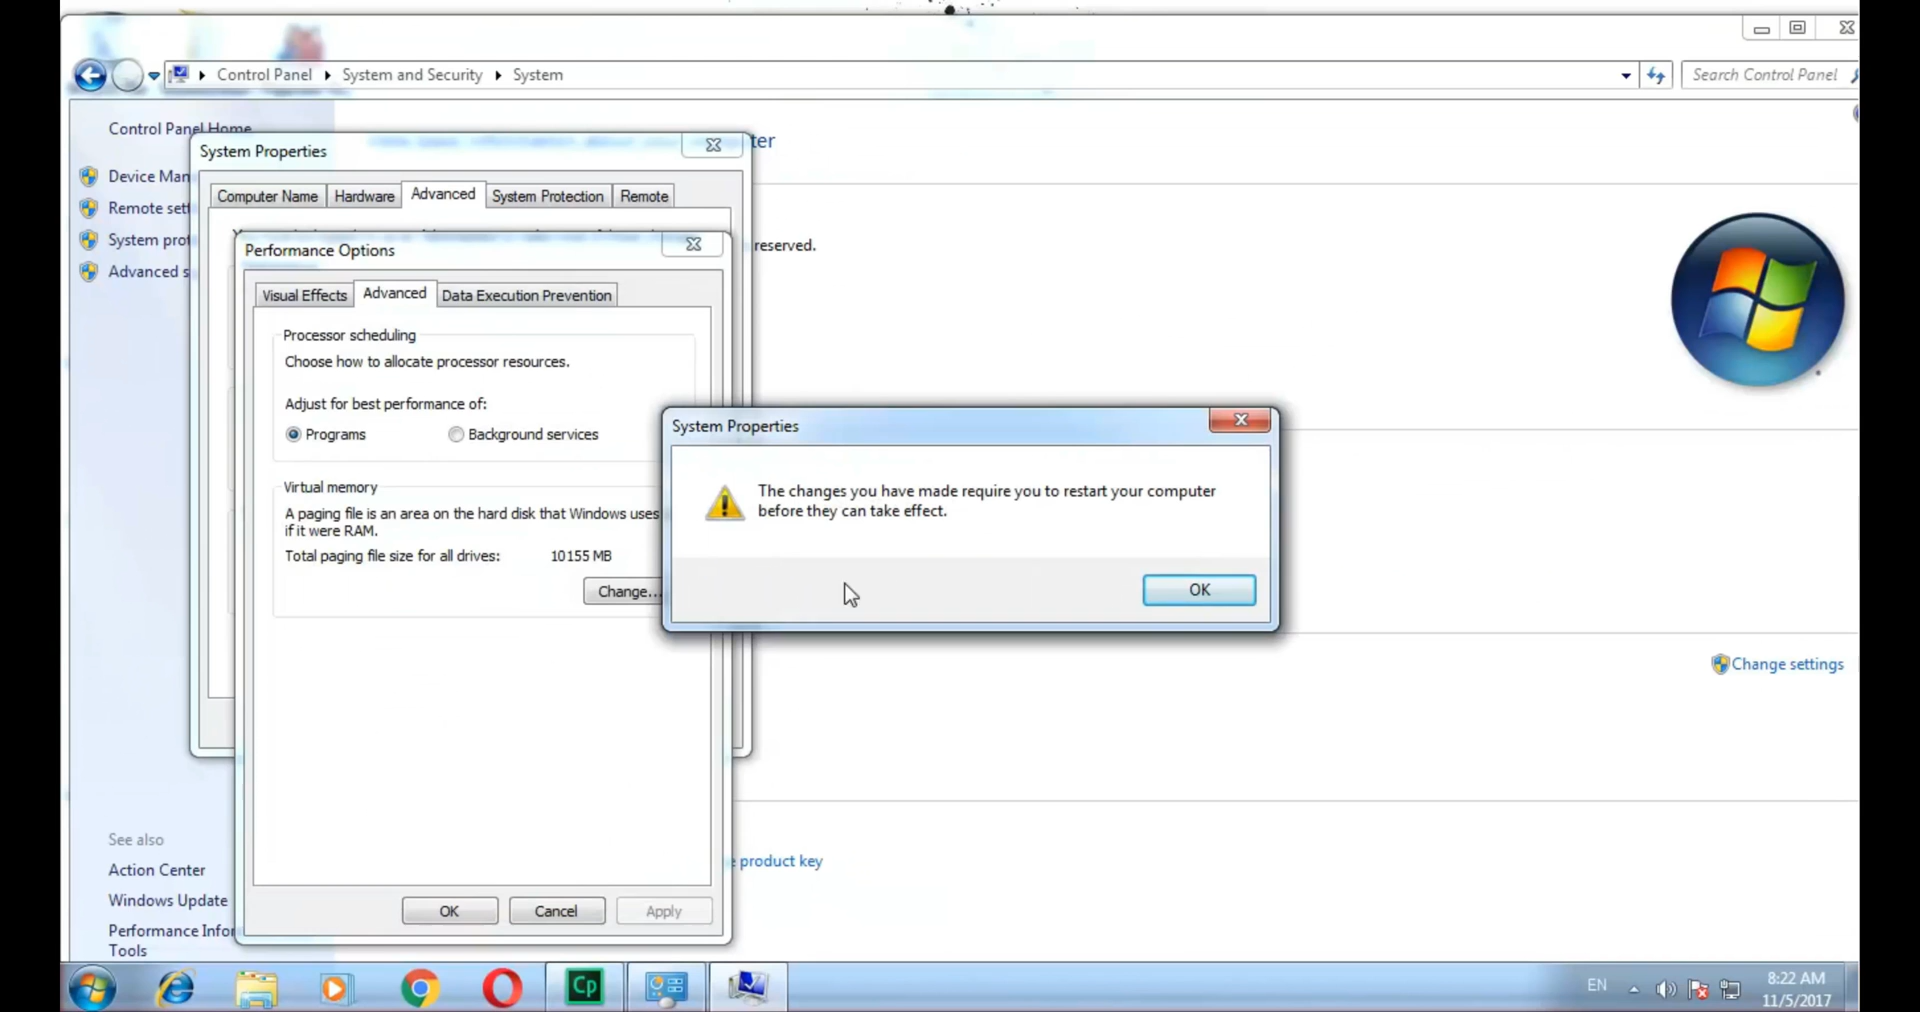 Control Panel
System and Security
System
Search Control Panel
Control Panel Home
Device Man
Remote sett
System prot
Advanced s
ter
reserved.
System Properties
Computer Name
Hardware
Advanced
System Protection
Remote
Performance Options
Visual Effects
Advanced
Data Execution Prevention
Processor scheduling
Choose how to allocate processor resources.
Adjust for best performance of:
Programs
Background services
Virtual memory
A paging file is an area on the hard disk that Windows uses
if it were RAM.
Total paging file size for all drives: 10155 MB
Change...
OK
Cancel
Apply
System Properties
The changes you have made require you to restart your computer
before they can take effect.
OK
Change settings
product key
See also
Action Center
Windows Update
Performance Infor
Tools
Cp
EN
8:22 AM
11/5/2017